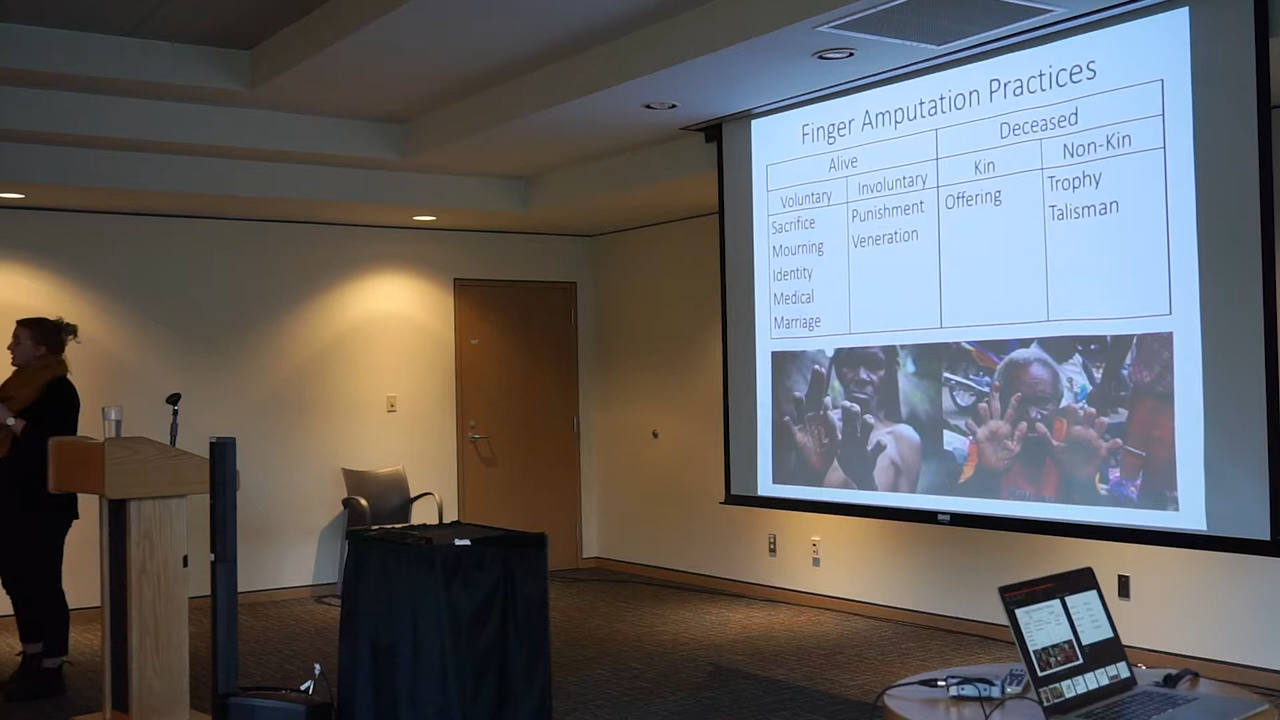 Finger Amputation Practices
Alive
Deceased
Voluntary
Involuntary
Kin
Non-Kin
Sacrifice
Mourning
Identity
Medical
Marriage
Punishment
Veneration
Offering
Trophy
Talisman